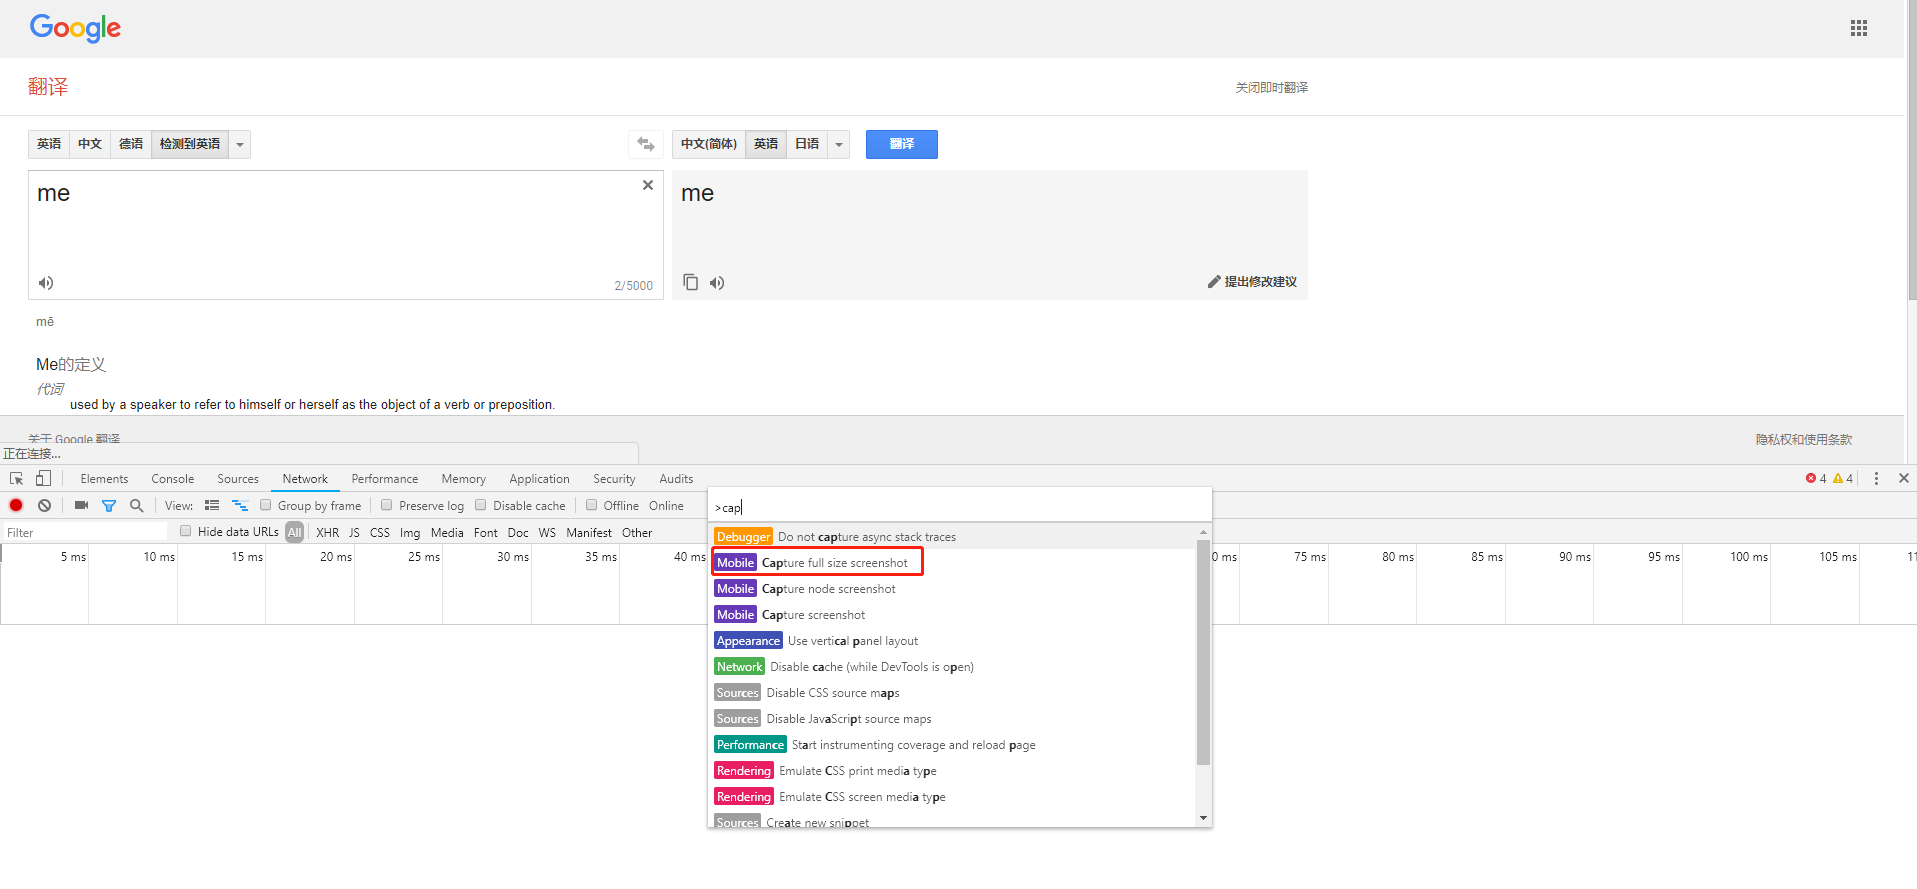 Google
翻译
关闭即时翻译
英语 中文 德语 检测到英语
中文(简体) 英语 日语 翻译
me
me
2/5000
提出修改建议
mē
Me的定义
代词
used by a speaker to refer to himself or herself as the object of a verb or preposition.
关于 Google 翻译
隐私权和使用条款
正在连接...
Elements Console Sources Network Performance Memory Application Security Audits 4 4
View: Group by frame Preserve log Disable cache Offline Online
>cap
Filter Hide data URLs All XHR JS CSS Img Media Font Doc WS Manifest Other
5 ms 10 ms 15 ms 20 ms 25 ms 30 ms 35 ms 40 ms 0 ms 75 ms 80 ms 85 ms 90 ms 95 ms 100 ms 105 ms 11
Debugger Do not capture async stack traces
Mobile Capture full size screenshot
Mobile Capture node screenshot
Mobile Capture screenshot
Appearance Use vertical panel layout
Network Disable cache (while DevTools is open)
Sources Disable CSS source maps
Sources Disable JavaScript source maps
Performance Start instrumenting coverage and reload page
Rendering Emulate CSS print media type
Rendering Emulate CSS screen media type
Sources Create new snippet